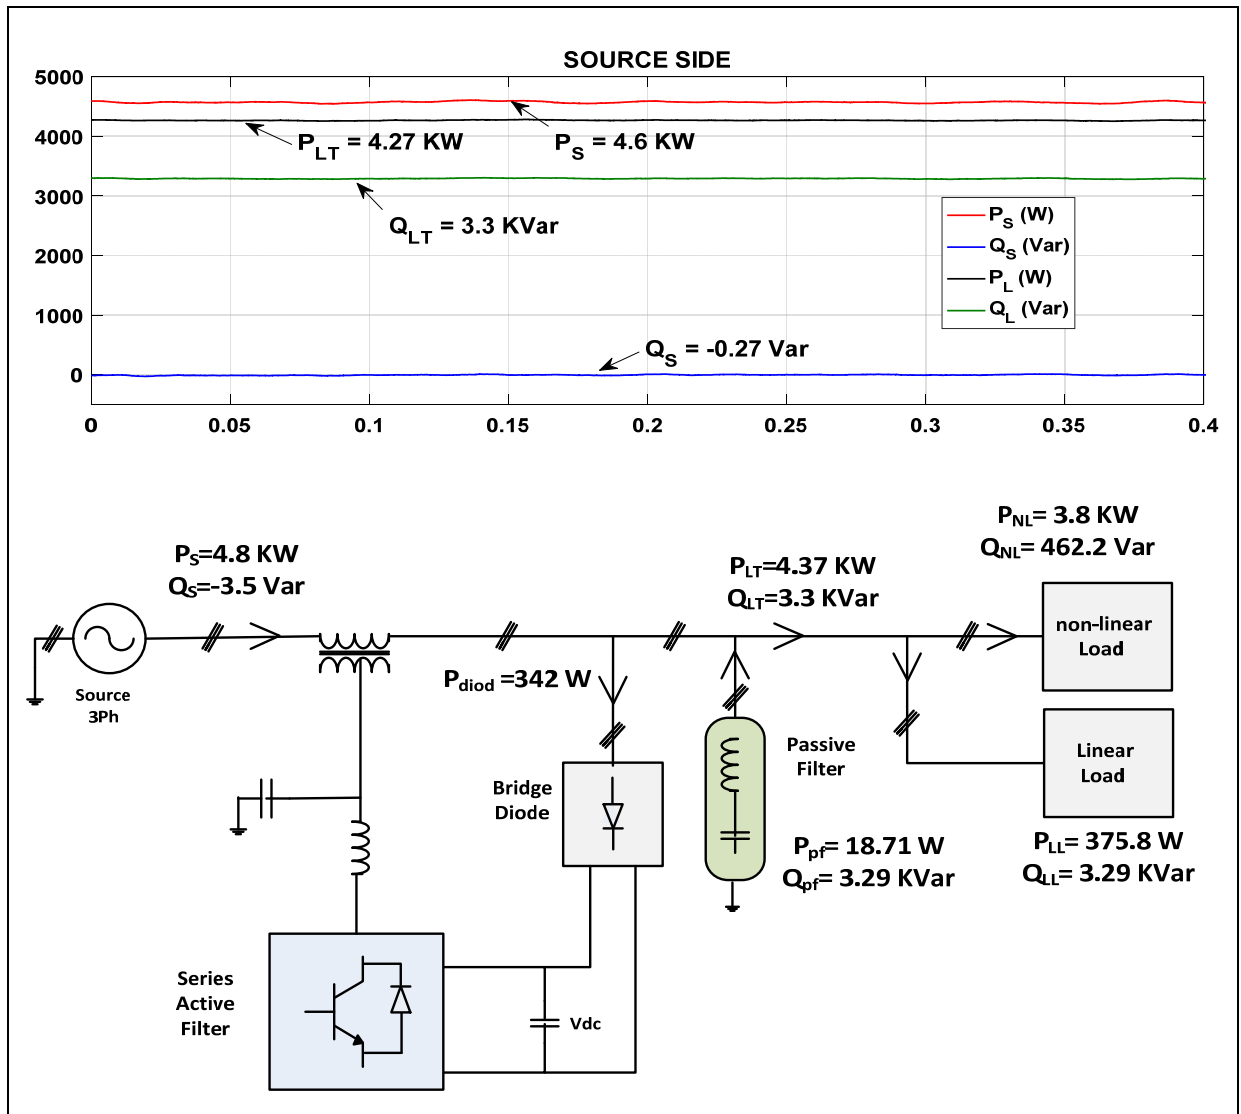 SOURCE SIDE
5000
4000
3000
2000
1000
0
P_LT = 4.27 KW
P_S = 4.6 KW
Q_LT = 3.3 KVar
Q_S = -0.27 Var
P_S (W)
Q_S (Var)
P_L (W)
Q_L (Var)
0 0.05 0.1 0.15 0.2 0.25 0.3 0.35 0.4
P_NL= 3.8 KW
Q_NL= 462.2 Var
P_S=4.8 KW
Q_S=-3.5 Var
P_LT=4.37 KW
Q_LT=3.3 KVar
non-linear
Load
Source
3Ph
P_diod =342 W
Passive
Filter
Linear
Load
Bridge
Diode
P_pf= 18.71 W
Q_pf= 3.29 KVar
P_LL= 375.8 W
Q_LL= 3.29 KVar
Series
Active
Filter
Vdc